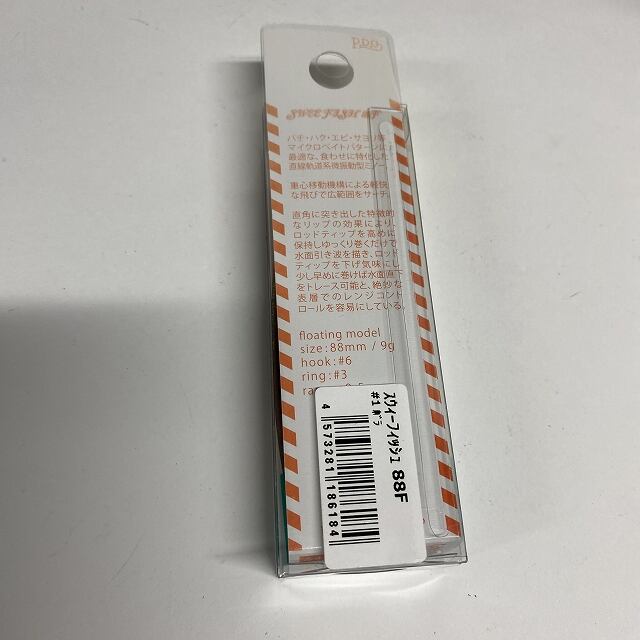 バチ・ハク・エビ・サヨリ等
マイクロベイトパターンに
最適な、食わせに特化した
直線軌道系微振動型ミノー
重心移動機構による軽快
な飛びで広範囲をサーチ。
直角に突き出した特徴的
なリップの効果により、
ロッドティップを高めに
保持しゆっくり巻くだけで
水面引き波を描き、ロッド
ティップを下げ気味にし
少し早めに巻けば水面直下
をトレース可能と、絶妙な
表層でのレンジコント
ロールを容易にしている。
floating model
size:88mm / 9g
hook:#6
ring:#3
ｽｳｨｰﾌｨｯｼｭ 88F
#1 ﾎﾞﾗ
4 573281 186184